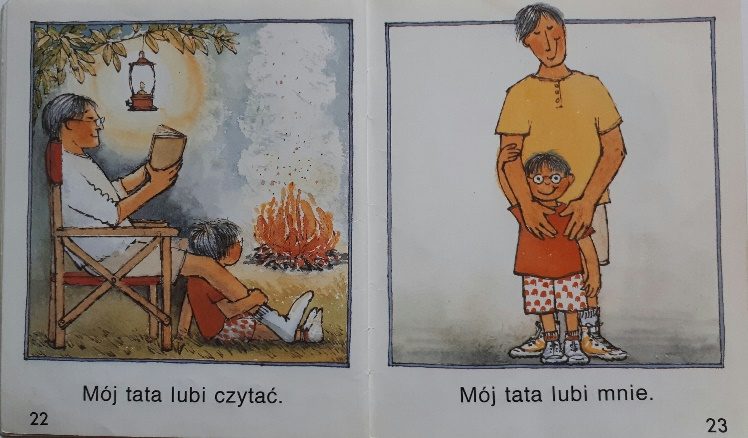 Mój tata lubi czytać.
22
Mój tata lubi mnie.
23